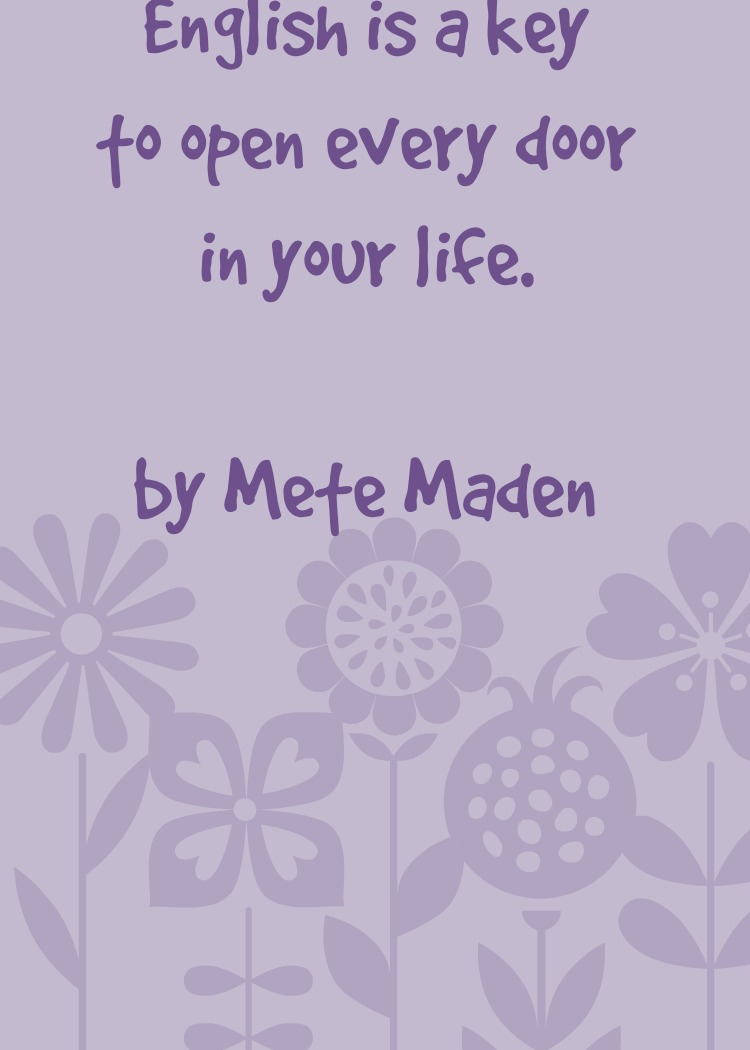 English is a key
to open every door
in your life.
by Mete Maden